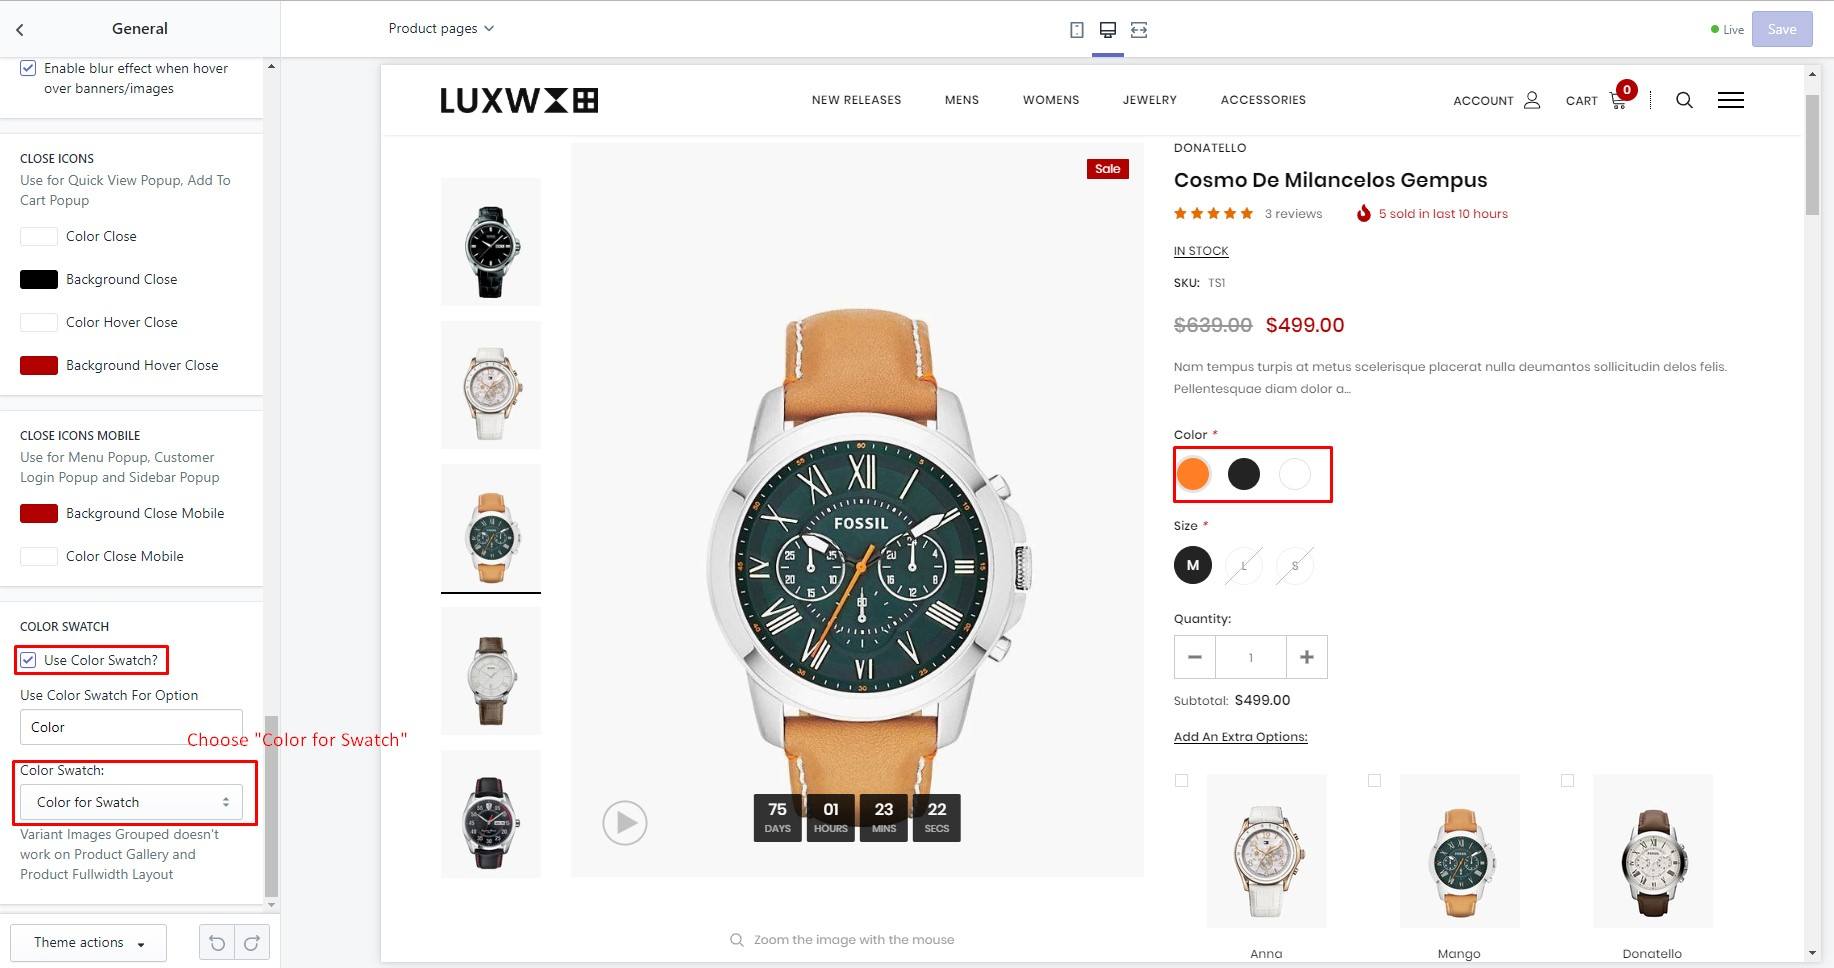 General
Product pages
Live
Save
Enable blur effect when hover
over banners/images
CLOSE ICONS
Use for Quick View Popup, Add To
Cart Popup
Color Close
Background Close
Color Hover Close
Background Hover Close
CLOSE ICONS MOBILE
Use for Menu Popup, Customer
Login Popup and Sidebar Popup
Background Close Mobile
Color Close Mobile
COLOR SWATCH
Use Color Swatch?
Use Color Swatch For Option
Color
Choose "Color for Swatch"
Color Swatch:
Color for Swatch
Variant Images Grouped doesn't
work on Product Gallery and
Product Fullwidth Layout
Theme actions
LUXW
NEW RELEASES MENS WOMENS JEWELRY ACCESSORIES
ACCOUNT CART 0
Sale
FOSSIL
75 01 23 22
DAYS HOURS MINS SECS
Zoom the image with the mouse
DONATELLO
Cosmo De Milancelos Gempus
3 reviews 5 sold in last 10 hours
IN STOCK
SKU: TS1
$639.00 $499.00
Nam tempus turpis at metus scelerisque placerat nulla deumantos sollicitudin delos felis.
Pellentesquae diam dolor a...
Color *
Size *
M L S
Quantity:
1
Subtotal: $499.00
Add An Extra Options:
Anna Mango Donatello